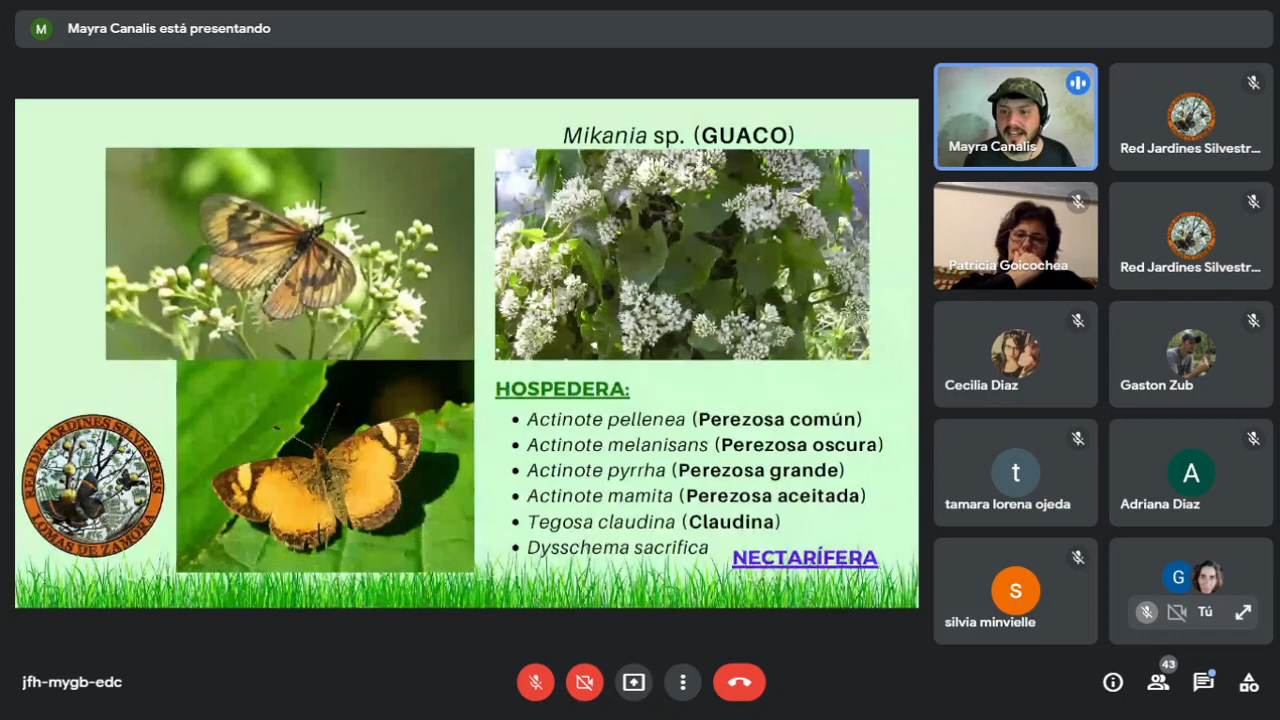 M
Mayra Canalis está presentando
Mikania sp. (GUACO)
HOSPEDERA:
• Actinote pellenea (Perezosa común)
• Actinote melanisans (Perezosa oscura)
• Actinote pyrrha (Perezosa grande)
• Actinote mamita (Perezosa aceitada)
• Tegosa claudina (Claudina)
• Dysschema sacrifica
NECTARÍFERA
RED DE JARDINES SILVESTRES
LOMAS DE ZAMORA
Mayra Canalis
Red Jardines Silvestr...
Patricia Goicochea
Red Jardines Silvestr...
Cecilia Diaz
Gaston Zub
t
tamara lorena ojeda
A
Adriana Diaz
s
silvia minvielle
G
Tú
jfh-mygb-edc
43